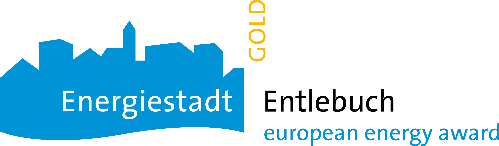 GOLD
Energiestadt Entlebuch
european energy award